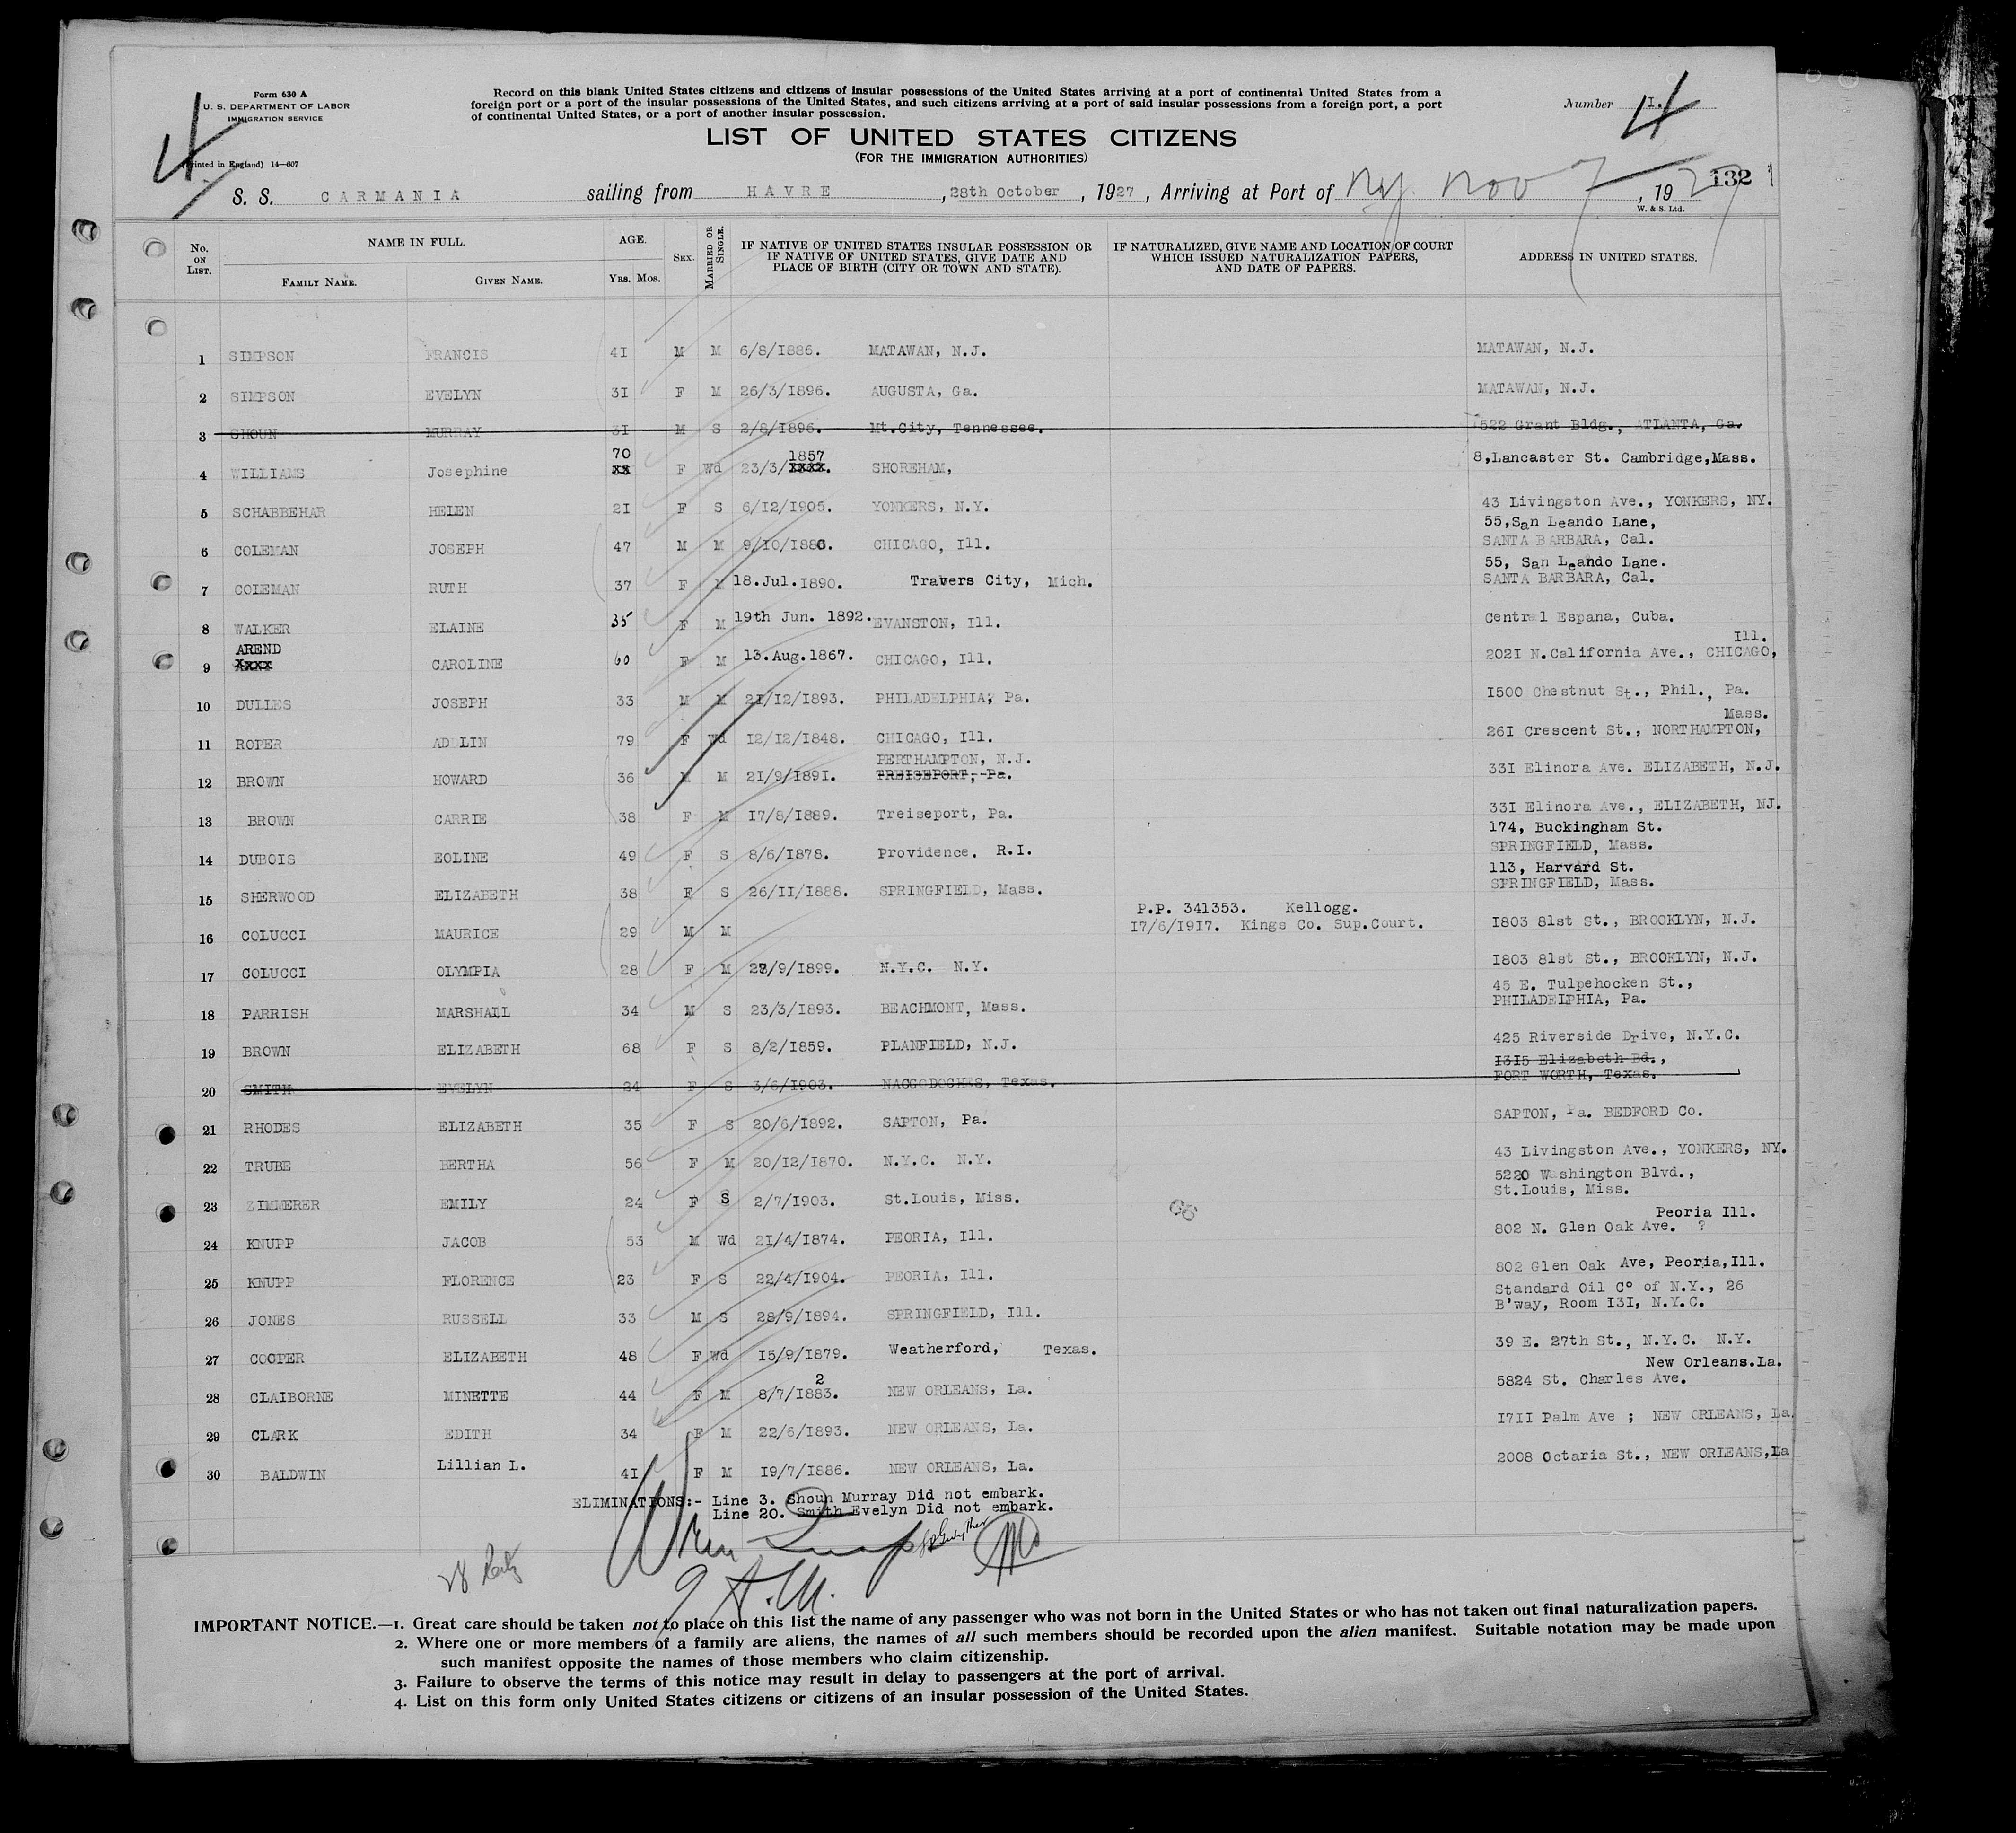 Form 630 A
U. S. DEPARTMENT OF LABOR
IMMIGRATION SERVICE
(Printed in England) 14—607
4
Record on this blank United States citizens and citizens of insular possessions of the United States arriving at a port of continental United States from a
foreign port or a port of the insular possessions of the United States, and such citizens arriving at a port of said insular possessions from a foreign port, a port
of continental United States, or a port of another insular possession.
Number I.
4
LIST OF UNITED STATES CITIZENS
(FOR THE IMMIGRATION AUTHORITIES)
132
S. S. CARMANIA sailing from HAVRE, 28th October, 1927, Arriving at Port of NY. Nov 7, 1927
W. & S. Ltd.
No. ON LIST. NAME IN FULL. FAMILY NAME. GIVEN NAME. AGE. YRS. MOS. SEX. MARRIED OR SINGLE. IF NATIVE OF UNITED STATES INSULAR POSSESSION OR IF NATIVE OF UNITED STATES, GIVE DATE AND PLACE OF BIRTH (CITY OR TOWN AND STATE). IF NATURALIZED, GIVE NAME AND LOCATION OF COURT WHICH ISSUED NATURALIZATION PAPERS, AND DATE OF PAPERS. ADDRESS IN UNITED STATES.
1 SIMPSON FRANCIS 41 M M 6/8/1886. MATAWAN, N.J. MATAWAN, N.J.
2 SIMPSON EVELYN 31 F M 26/3/1896. AUGUSTA, Ga. MATAWAN, N.J.
3 SHOUN MURRAY 31 M S 2/8/1896. Mt.City, Tennessee. 522 Grant Bldg., ATLANTA, Ga.
4 WILLIAMS Josephine 70 xx F Wd 23/3/1857 xxxx. SHOREHAM, 8,Lancaster St. Cambridge,Mass.
5 SCHABBEHAR HELEN 21 F S 6/12/1905. YONKERS, N.Y. 43 Livingston Ave., YONKERS, NY.
6 COLEMAN JOSEPH 47 M M 9/10/1880. CHICAGO, Ill. 55,San Leando Lane, SANTA BARBARA, Cal.
7 COLEMAN RUTH 37 F M 18.Jul.1890. Travers City, Mich. 55, San Leando Lane. SANTA BARBARA, Cal.
8 WALKER ELAINE 35 F M 19th Jun. 1892. EVANSTON, Ill. Central Espana, Cuba.
9 AREND xxxx CAROLINE 60 F M 13.Aug.1867. CHICAGO, Ill. 2021 N.California Ave., CHICAGO, Ill.
10 DULLES JOSEPH 33 M M 21/12/1893. PHILADELPHIA, Pa. 1500 Chestnut St., Phil., Pa.
11 ROPER ADELIN 79 F Wd 12/12/1848. CHICAGO, Ill. 261 Crescent St., NORTHAMPTON, Mass.
12 BROWN HOWARD 36 M M 21/9/1891. PERTHAMPTON, N.J. TREISEPORT, Pa. 331 Elinora Ave. ELIZABETH, N.J.
13 BROWN CARRIE 38 F M 17/8/1889. Treiseport, Pa. 331 Elinora Ave., ELIZABETH, NJ.
14 DUBOIS EOLINE 49 F S 8/6/1878. Providence. R.I. 174, Buckingham St. SPRINGFIELD, Mass.
15 SHERWOOD ELIZABETH 38 F S 26/11/1888. SPRINGFIELD, Mass. 113, Harvard St. SPRINGFIELD, Mass.
16 COLUCCI MAURICE 29 M M P.P. 341353. Kellogg. 17/6/1917. Kings Co. Sup.Court. 1803 81st St., BROOKLYN, N.J.
17 COLUCCI OLYMPIA 28 F M 28/9/1899. N.Y.C. N.Y. 1803 81st St., BROOKLYN, N.J.
18 PARRISH MARSHALL 34 M S 23/3/1893. BEACHMONT, Mass. 45 E. Tulpehocken St., PHILADELPHIA, Pa.
19 BROWN ELIZABETH 68 F S 8/2/1859. PLANFIELD, N.J. 425 Riverside Drive, N.Y.C.
20 SMITH EVELYN 24 F S 3/6/1903. NACGODOCHES, Texas. 1315 Elizabeth Bd., FORT WORTH, Texas.
21 RHODES ELIZABETH 35 F S 20/6/1892. SAPTON, Pa. SAPTON, Pa. BEDFORD Co.
22 TRUBE BERTHA 56 F M 20/12/1870. N.Y.C. N.Y. 43 Livingston Ave., YONKERS, NY.
23 ZIMMERER EMILY 24 F S 2/7/1903. St.Louis, Miss. 5220 Washington Blvd., St.Louis, Miss.
24 KNUPP JACOB 53 M Wd 21/4/1874. PEORIA, Ill. 802 N. Glen Oak Ave. ? Peoria Ill.
25 KNUPP FLORENCE 23 F S 22/4/1904. PEORIA, Ill. 802 Glen Oak Ave, Peoria,Ill.
26 JONES RUSSELL 33 M S 28/9/1894. SPRINGFIELD, Ill. Standard Oil Co of N.Y., 26 B'way, Room 131, N.Y.C.
27 COOPER ELIZABETH 48 F Wd 15/9/1879. Weatherford, Texas. 39 E. 27th St., N.Y.C. N.Y.
28 CLAIBORNE MINETTE 44 F M 8/7/1883. 2 NEW ORLEANS, La. 5824 St. Charles Ave. New Orleans.La.
29 CLARK EDITH 34 F M 22/6/1893. NEW ORLEANS, La. 1711 Palm Ave ; NEW ORLEANS, La.
30 BALDWIN Lillian L. 41 F M 19/7/1886. NEW ORLEANS, La. 2008 Octaria St., NEW ORLEANS,La
66
ELIMINATIONS:- Line 3. Shoun Murray Did not embark.
Line 20. Smith Evelyn Did not embark.
IMPORTANT NOTICE.—1. Great care should be taken not to place on this list the name of any passenger who was not born in the United States or who has not taken out final naturalization papers.
2. Where one or more members of a family are aliens, the names of all such members should be recorded upon the alien manifest. Suitable notation may be made upon
such manifest opposite the names of those members who claim citizenship.
3. Failure to observe the terms of this notice may result in delay to passengers at the port of arrival.
4. List on this form only United States citizens or citizens of an insular possession of the United States.